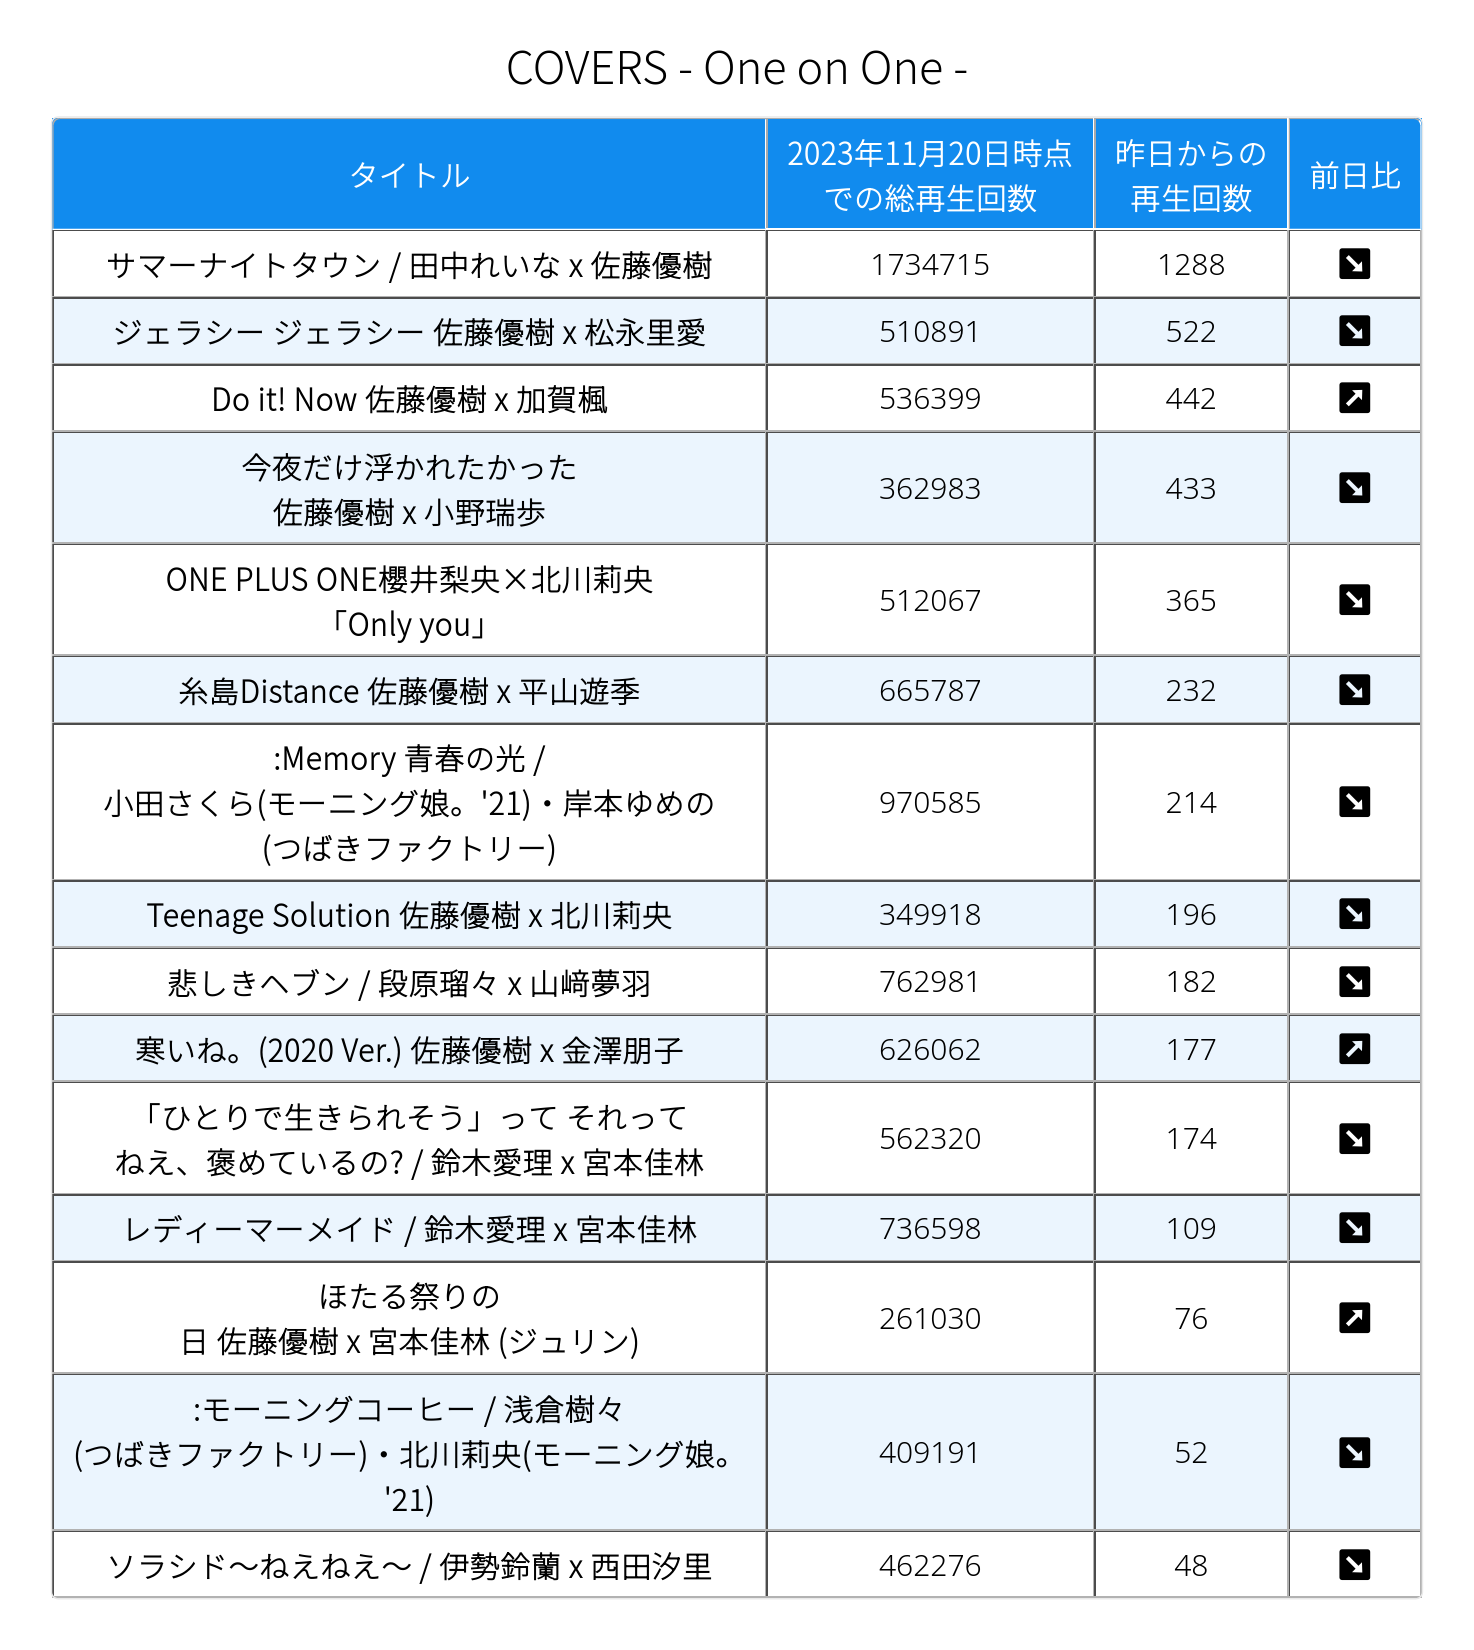 COVERS - One on One -
タイトル
2023年11月20日時点
での総再生回数
昨日からの
再生回数
前日比
サマーナイトタウン / 田中れいな x 佐藤優樹
1734715
1288
ジェラシー ジェラシー 佐藤優樹 x 松永里愛
510891
522
Do it! Now 佐藤優樹 x 加賀楓
536399
442
今夜だけ浮かれたかった
佐藤優樹 x 小野瑞歩
362983
433
ONE PLUS ONE櫻井梨央×北川莉央
「Only you」
512067
365
糸島Distance 佐藤優樹 x 平山遊季
665787
232
:Memory 青春の光 /
小田さくら(モーニング娘。'21)・岸本ゆめの
(つばきファクトリー)
970585
214
Teenage Solution 佐藤優樹 x 北川莉央
349918
196
悲しきヘブン / 段原瑠々 x 山﨑夢羽
762981
182
寒いね。(2020 Ver.) 佐藤優樹 x 金澤朋子
626062
177
「ひとりで生きられそう」って それって
ねえ、褒めているの? / 鈴木愛理 x 宮本佳林
562320
174
レディーマーメイド / 鈴木愛理 x 宮本佳林
736598
109
ほたる祭りの
日 佐藤優樹 x 宮本佳林 (ジュリン)
261030
76
:モーニングコーヒー / 浅倉樹々
(つばきファクトリー)・北川莉央(モーニング娘。
'21)
409191
52
ソラシド～ねえねえ～ / 伊勢鈴蘭 x 西田汐里
462276
48